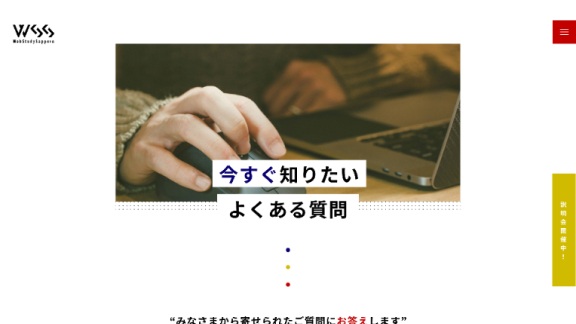 WSS
WebStudySapporo
今すぐ知りたい
よくある質問
“みなさまから寄せられたご質問にお答えします”
説明会開催中！